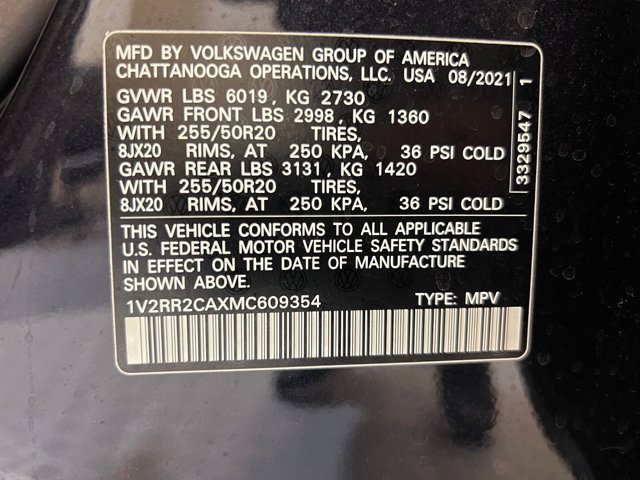 MFD BY VOLKSWAGEN GROUP OF AMERICA
CHATTANOOGA OPERATIONS, LLC. USA 08/2021
GVWR LBS 6019, KG 2730
GAWR FRONT LBS 2998, KG 1360
WITH 255/50R20 TIRES,
8JX20 RIMS, AT 250 KPA, 36 PSI COLD
GAWR REAR LBS 3131, KG 1420
WITH 255/50R20 TIRES,
8JX20 RIMS, AT 250 KPA, 36 PSI COLD
3329547 1
THIS VEHICLE CONFORMS TO ALL APPLICABLE
U.S. FEDERAL MOTOR VEHICLE SAFETY STANDARDS
IN EFFECT ON THE DATE OF MANUFACTURE
SHOWN ABOVE.
1V2RR2CAXMC609354 TYPE: MPV